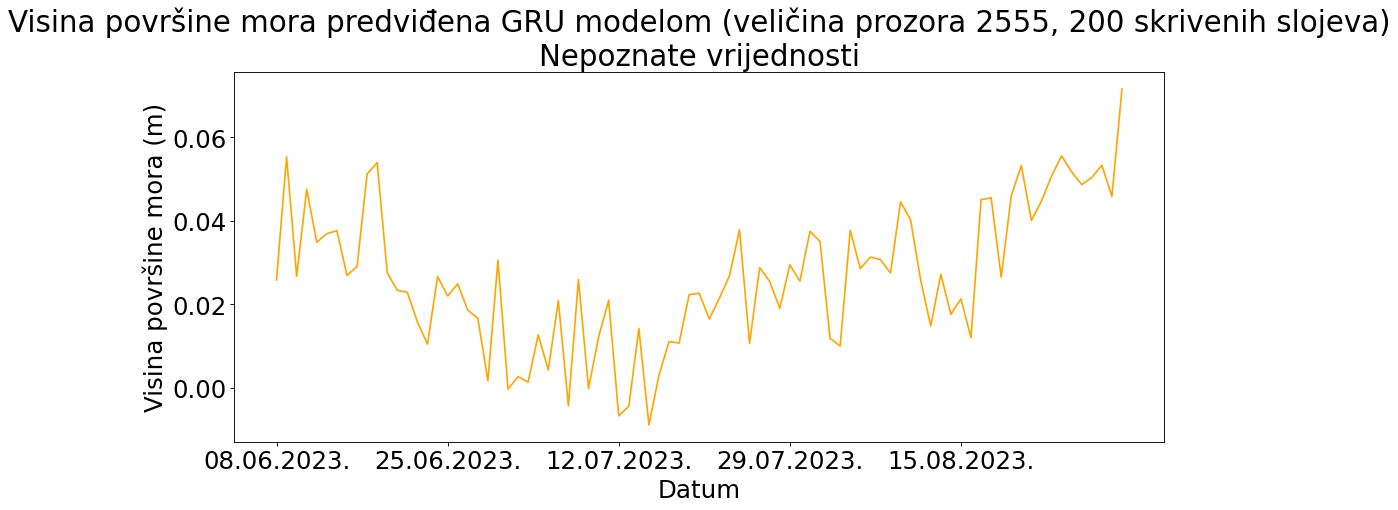 Visina površine mora predviđena GRU modelom (veličina prozora 2555, 200 skrivenih slojeva)
Nepoznate vrijednosti
Visina površine mora (m)
0.06
0.04
0.02
0.00
08.06.2023.
25.06.2023.
12.07.2023.
29.07.2023.
15.08.2023.
Datum